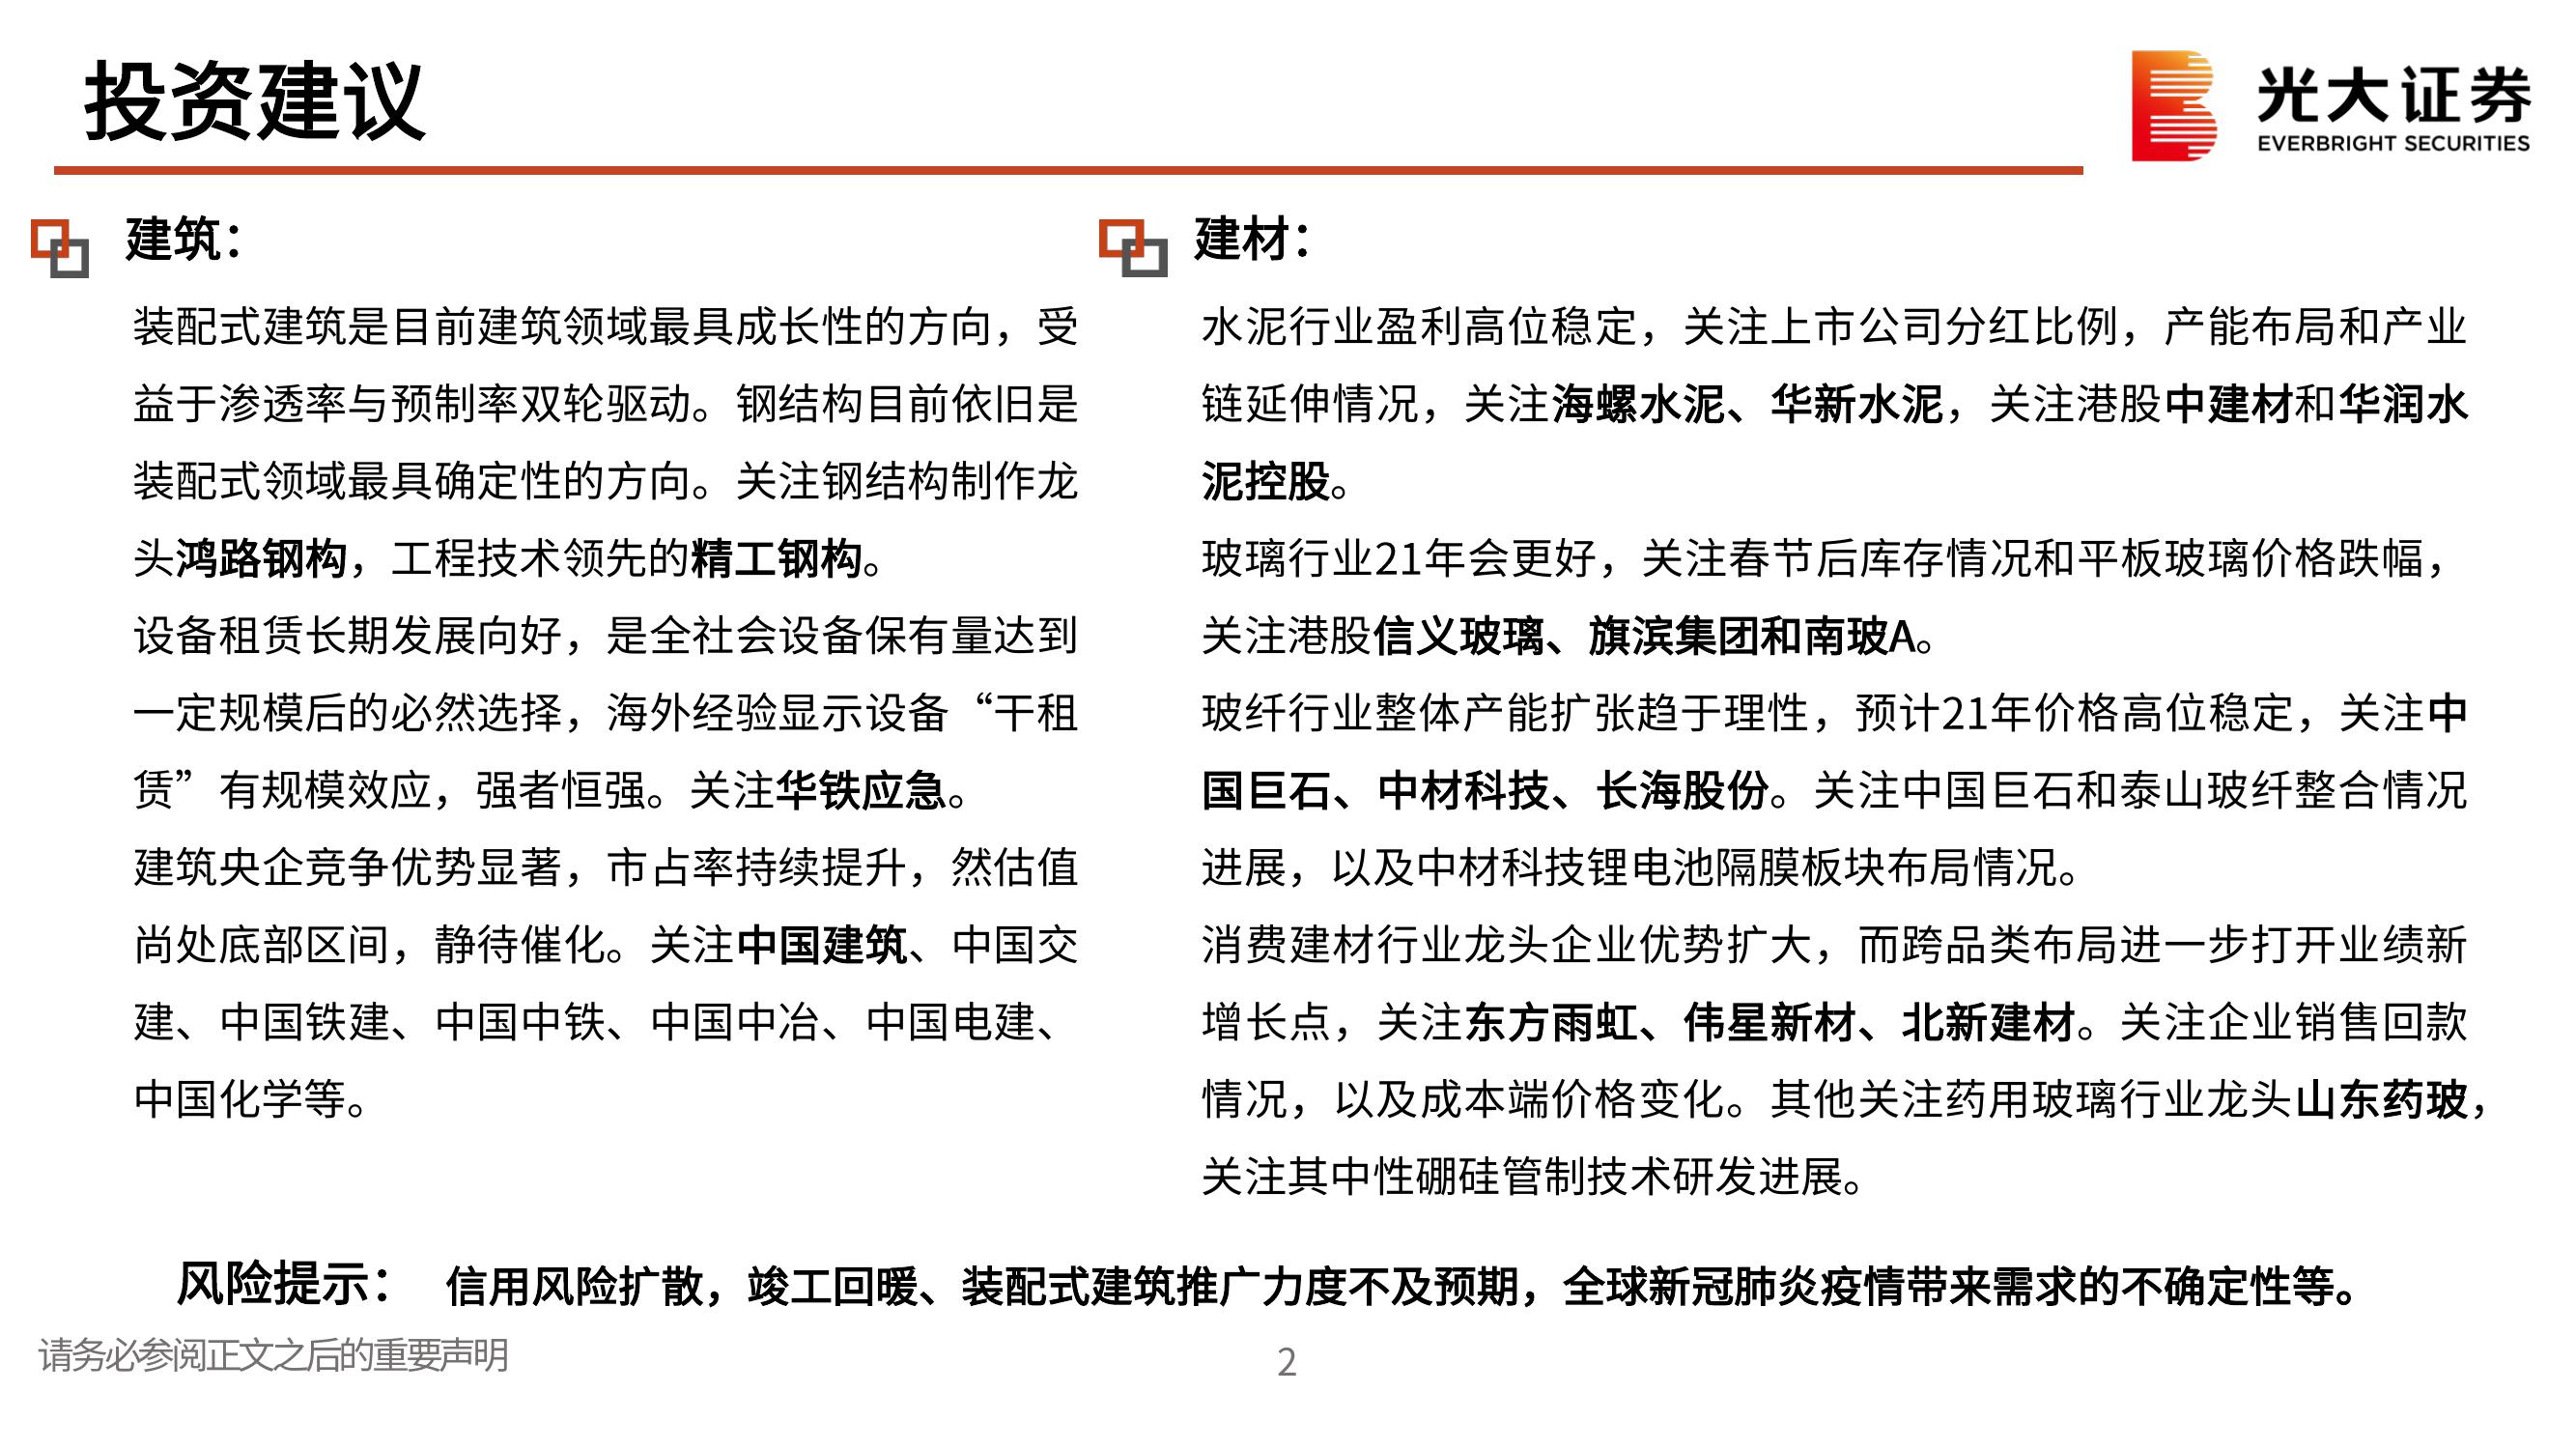 投资建议
光大证券
EVERBRIGHT SECURITIES
建筑：
装配式建筑是目前建筑领域最具成长性的方向，受
益于渗透率与预制率双轮驱动。钢结构目前依旧是
装配式领域最具确定性的方向。关注钢结构制作龙
头鸿路钢构，工程技术领先的精工钢构。
设备租赁长期发展向好，是全社会设备保有量达到
一定规模后的必然选择，海外经验显示设备“干租
赁”有规模效应，强者恒强。关注华铁应急。
建筑央企竞争优势显著，市占率持续提升，然估值
尚处底部区间，静待催化。关注中国建筑、中国交
建、中国铁建、中国中铁、中国中冶、中国电建、
中国化学等。
建材：
水泥行业盈利高位稳定，关注上市公司分红比例，产能布局和产业
链延伸情况，关注海螺水泥、华新水泥，关注港股中建材和华润水
泥控股。
玻璃行业21年会更好，关注春节后库存情况和平板玻璃价格跌幅，
关注港股信义玻璃、旗滨集团和南玻A。
玻纤行业整体产能扩张趋于理性，预计21年价格高位稳定，关注中
国巨石、中材科技、长海股份。关注中国巨石和泰山玻纤整合情况
进展，以及中材科技锂电池隔膜板块布局情况。
消费建材行业龙头企业优势扩大，而跨品类布局进一步打开业绩新
增长点，关注东方雨虹、伟星新材、北新建材。关注企业销售回款
情况，以及成本端价格变化。其他关注药用玻璃行业龙头山东药玻，
关注其中性硼硅管制技术研发进展。
风险提示： 信用风险扩散，竣工回暖、装配式建筑推广力度不及预期，全球新冠肺炎疫情带来需求的不确定性等。
请务必参阅正文之后的重要声明
2